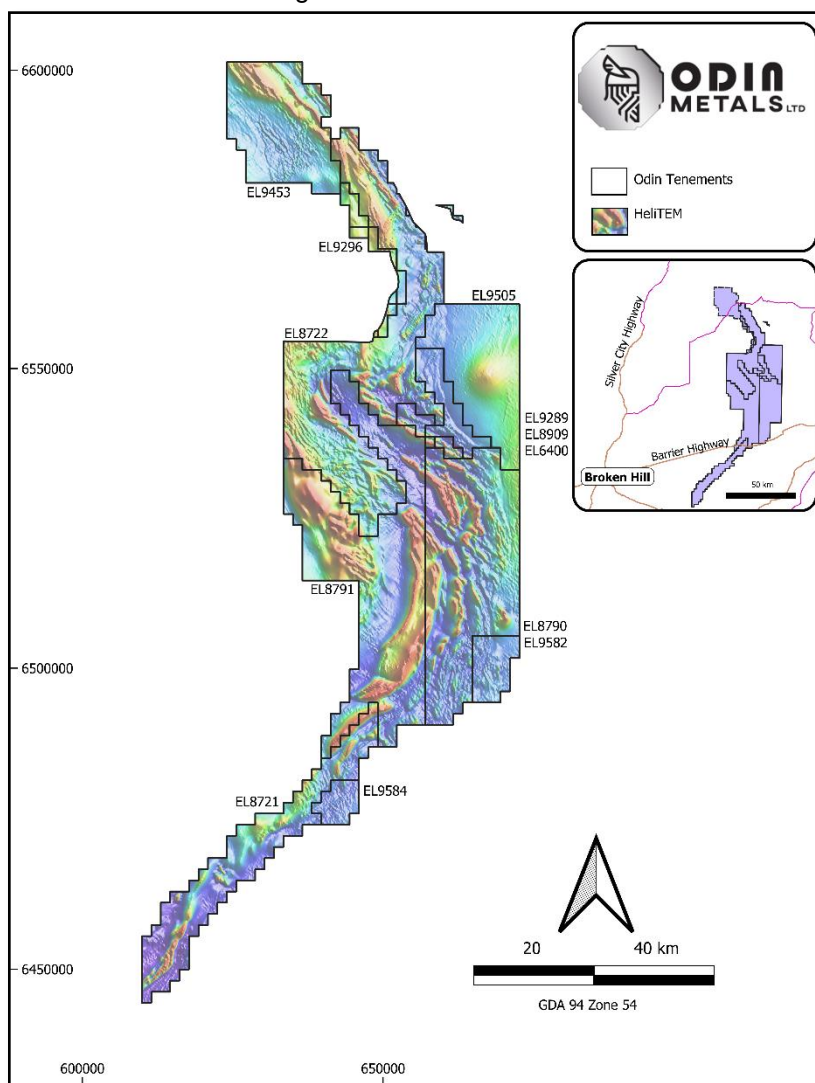 6600000
ODIN
METALS LTD
Odin Tenements
HeliTEM
EL9453
EL9296
EL9505
EL8722
6550000
EL9289
EL8909
EL6400
Silver City Highway
Barrier Highway
Broken Hill
50 km
EL8791
EL8790
EL9582
6500000
EL9584
EL8721
20 40 km
GDA 94 Zone 54
6450000
600000 650000